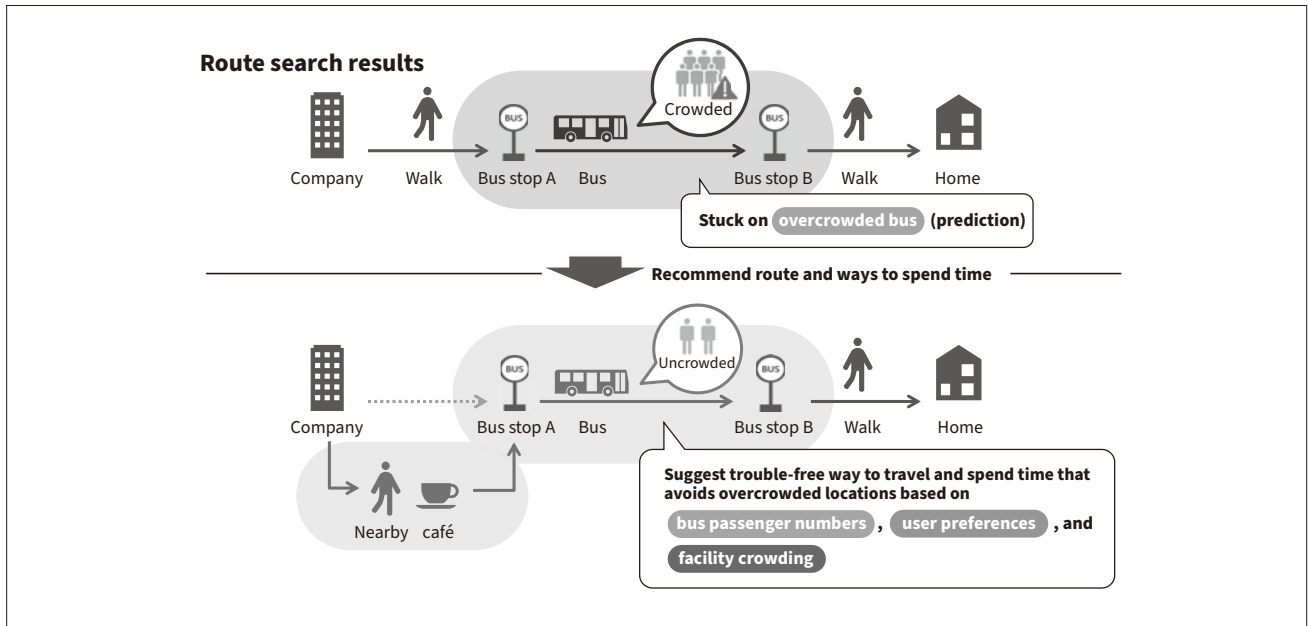 Route search results
Crowded
BUS
BUS
Company
Walk
Bus stop A
Bus
Bus stop B
Walk
Home
Stuck on overcrowded bus (prediction)
Recommend route and ways to spend time
Uncrowded
BUS
BUS
Company
Bus stop A
Bus
Bus stop B
Walk
Home
Nearby café
Suggest trouble-free way to travel and spend time that
avoids overcrowded locations based on
bus passenger numbers , user preferences , and
facility crowding